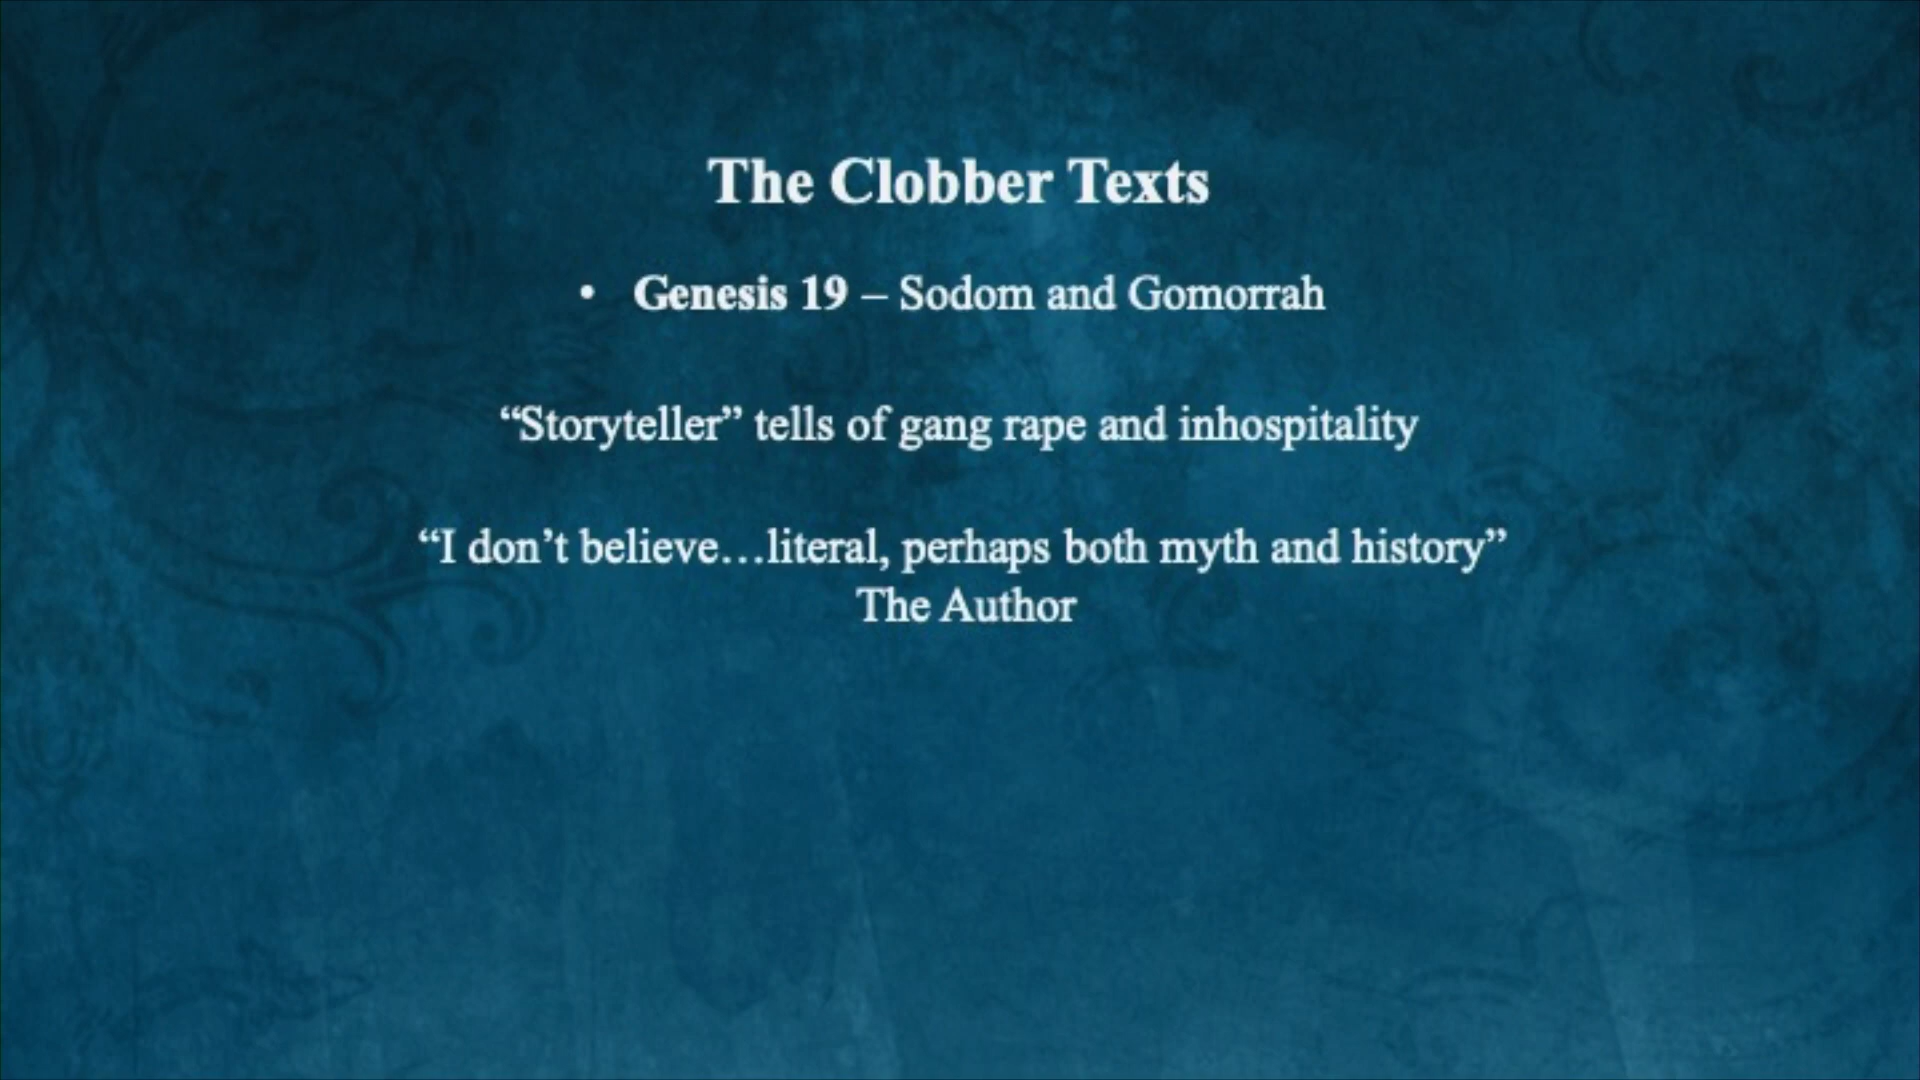 The Clobber Texts
• Genesis 19 – Sodom and Gomorrah
“Storyteller” tells of gang rape and inhospitality
“I don’t believe…literal, perhaps both myth and history”
The Author